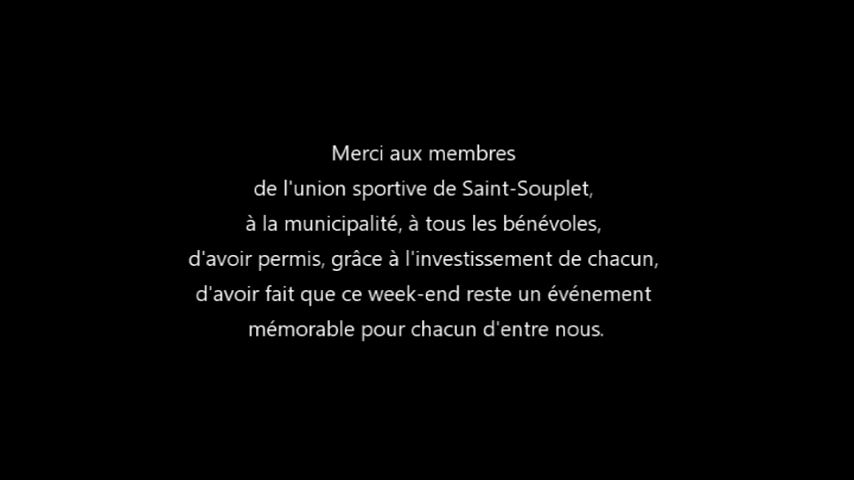 Merci aux membres
de l'union sportive de Saint-Souplet,
à la municipalité, à tous les bénévoles,
d'avoir permis, grâce à l'investissement de chacun,
d'avoir fait que ce week-end reste un événement
mémorable pour chacun d'entre nous.